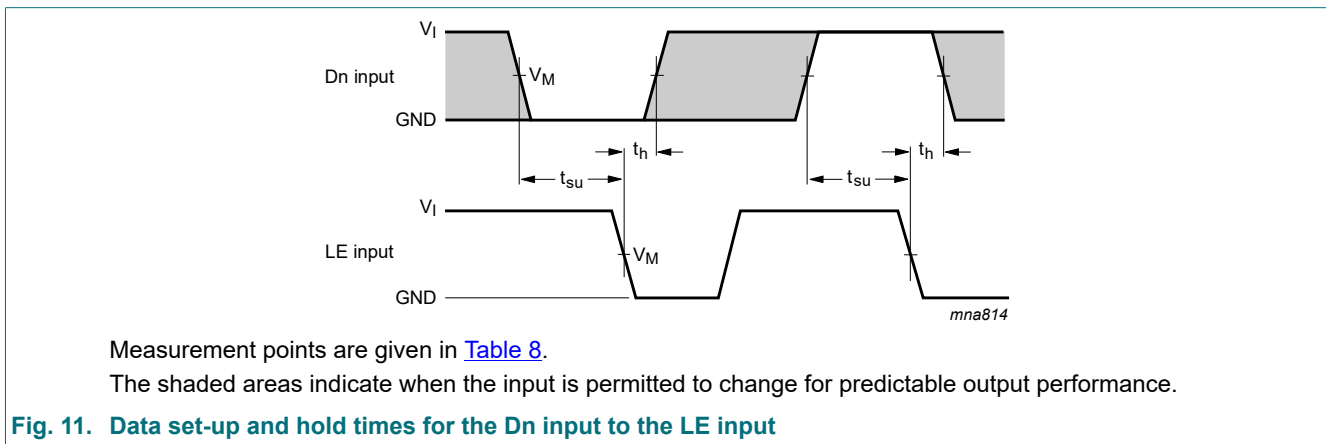 VI
Dn input
VM
GND
th
th
tsu
tsu
VI
LE input
VM
GND
mna814
Measurement points are given in Table 8.
The shaded areas indicate when the input is permitted to change for predictable output performance.
Fig. 11. Data set-up and hold times for the Dn input to the LE input